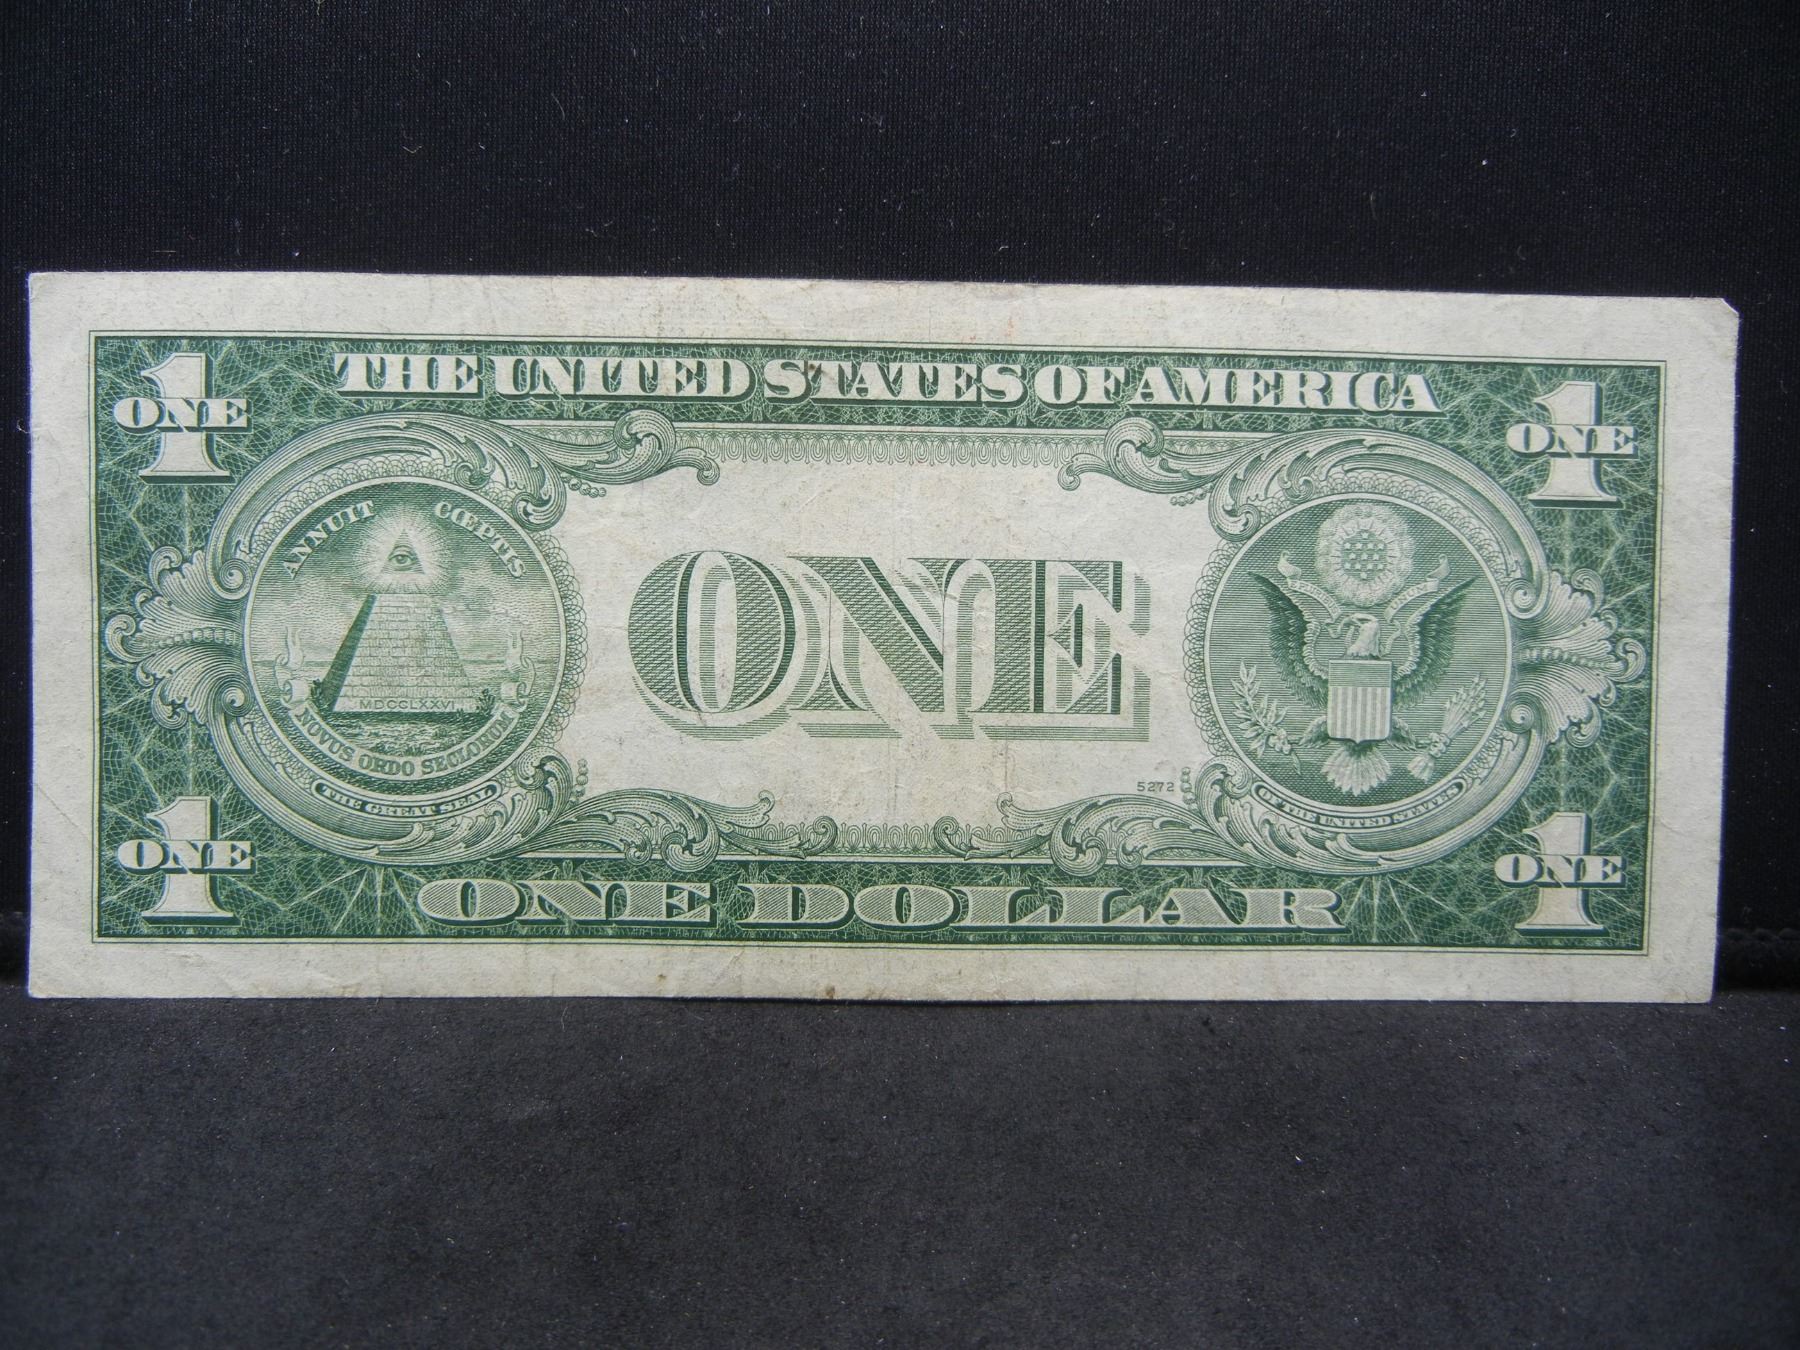 THE UNITED STATES OF AMERICA
1
ONE
1
ONE
ANNUIT CŒPTIS
MDCCLXXVI
NOVUS ORDO SECLORUM
THE GREAT SEAL
ONE
5272
OF THE UNITED STATES
1
ONE
1
ONE
ONE DOLLAR